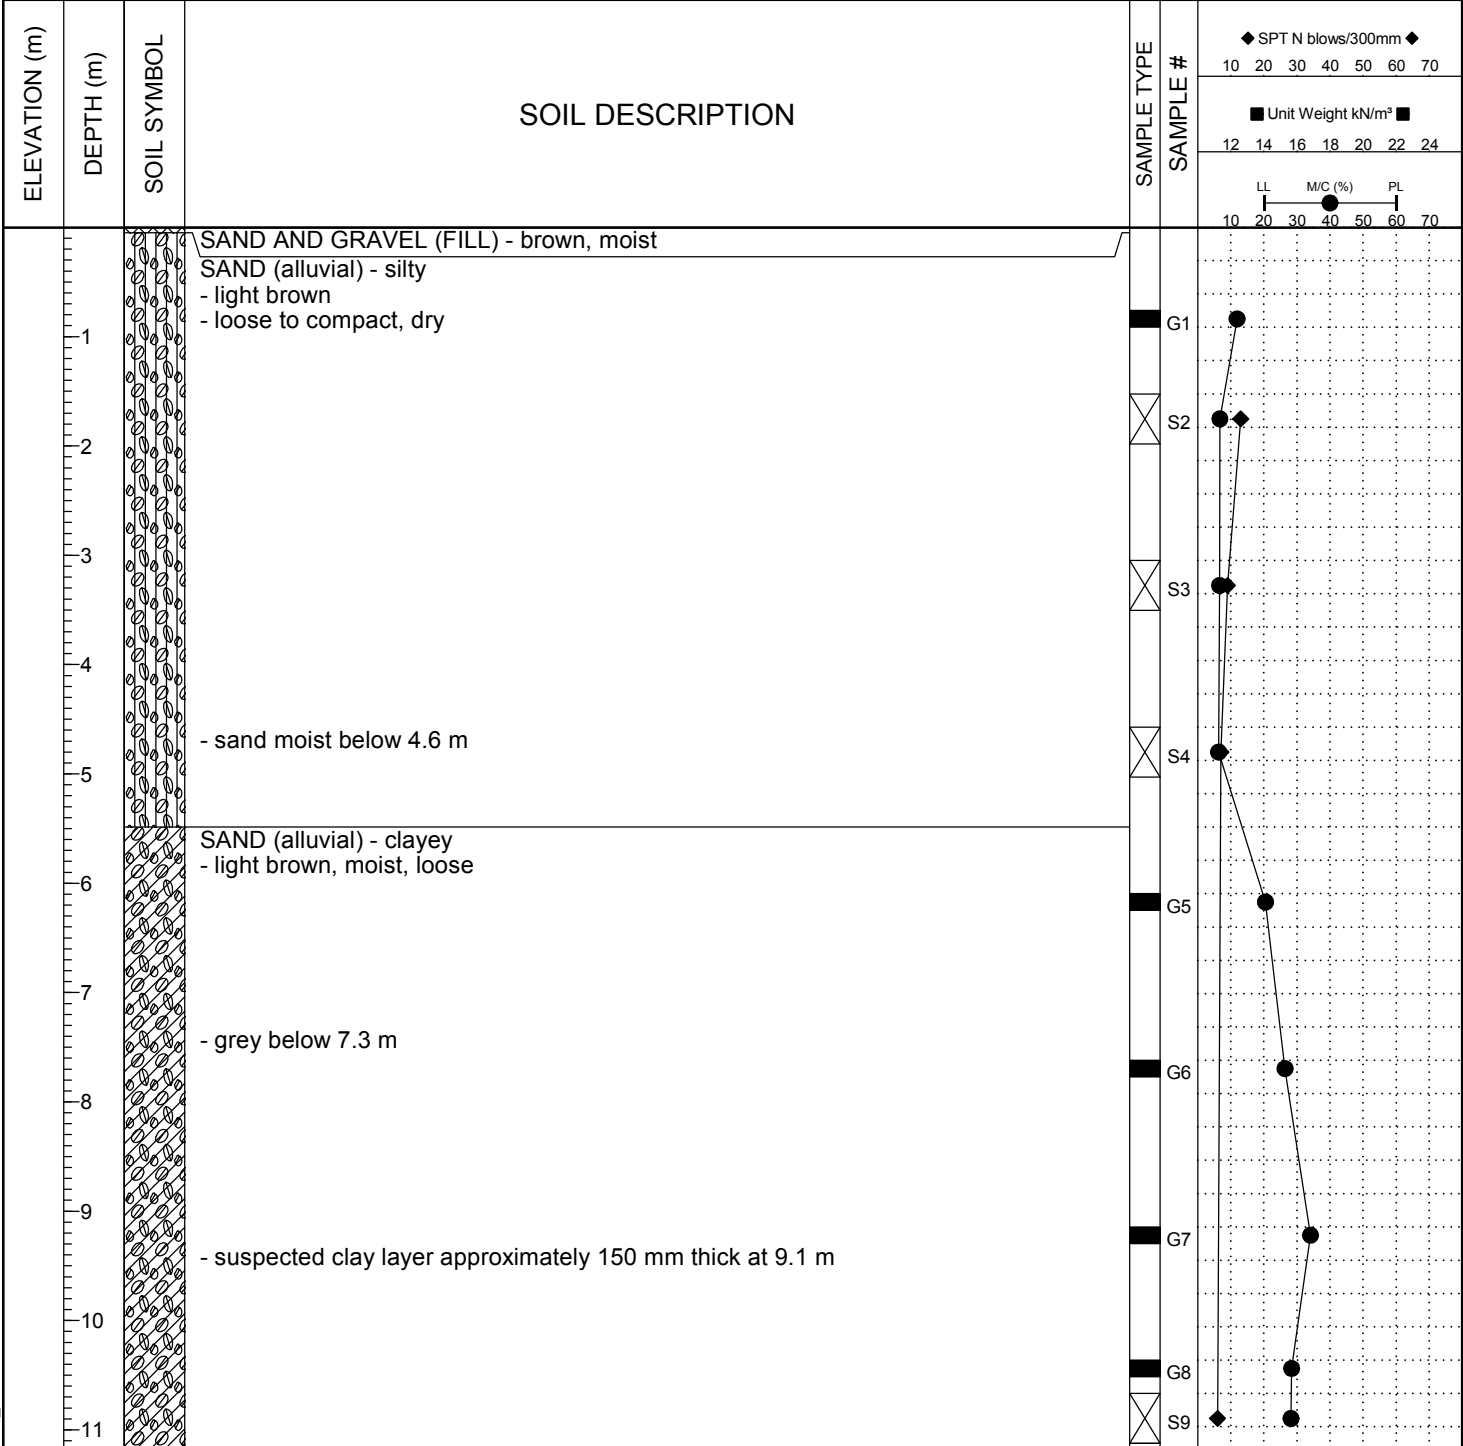 ELEVATION (m)
DEPTH (m)
SOIL SYMBOL
SOIL DESCRIPTION
SAMPLE TYPE
SAMPLE #
◆ SPT N blows/300mm ◆
10 20 30 40 50 60 70
■ Unit Weight kN/m³ ■
12 14 16 18 20 22 24
LL M/C (%) PL
10 20 30 40 50 60 70
SAND AND GRAVEL (FILL) - brown, moist
SAND (alluvial) - silty
- light brown
- loose to compact, dry
G1
1
S2
2
3
S3
4
- sand moist below 4.6 m
S4
5
SAND (alluvial) - clayey
- light brown, moist, loose
6
G5
7
- grey below 7.3 m
G6
8
9
G7
- suspected clay layer approximately 150 mm thick at 9.1 m
10
G8
S9
11